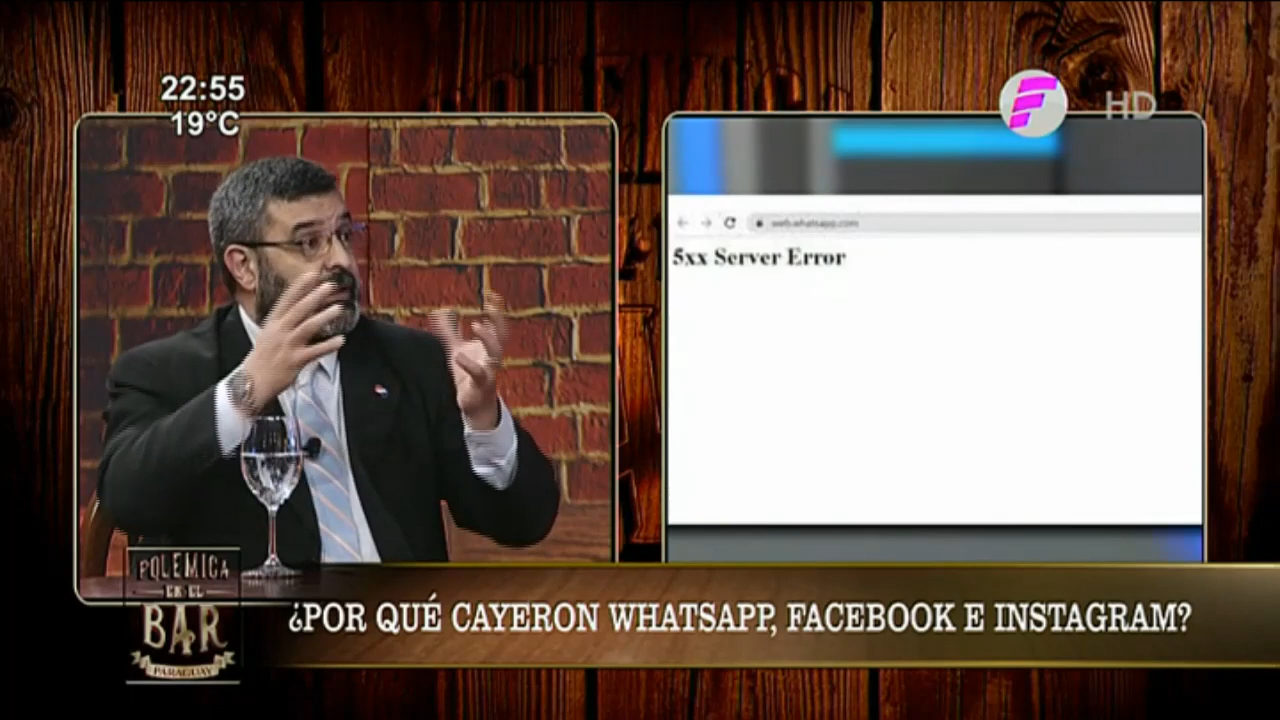 22:55
19°C
F HD
web.whatsapp.com
5xx Server Error
POLEMICA
EN EL
BAR
PARAGUAY
¿POR QUÉ CAYERON WHATSAPP, FACEBOOK E INSTAGRAM?